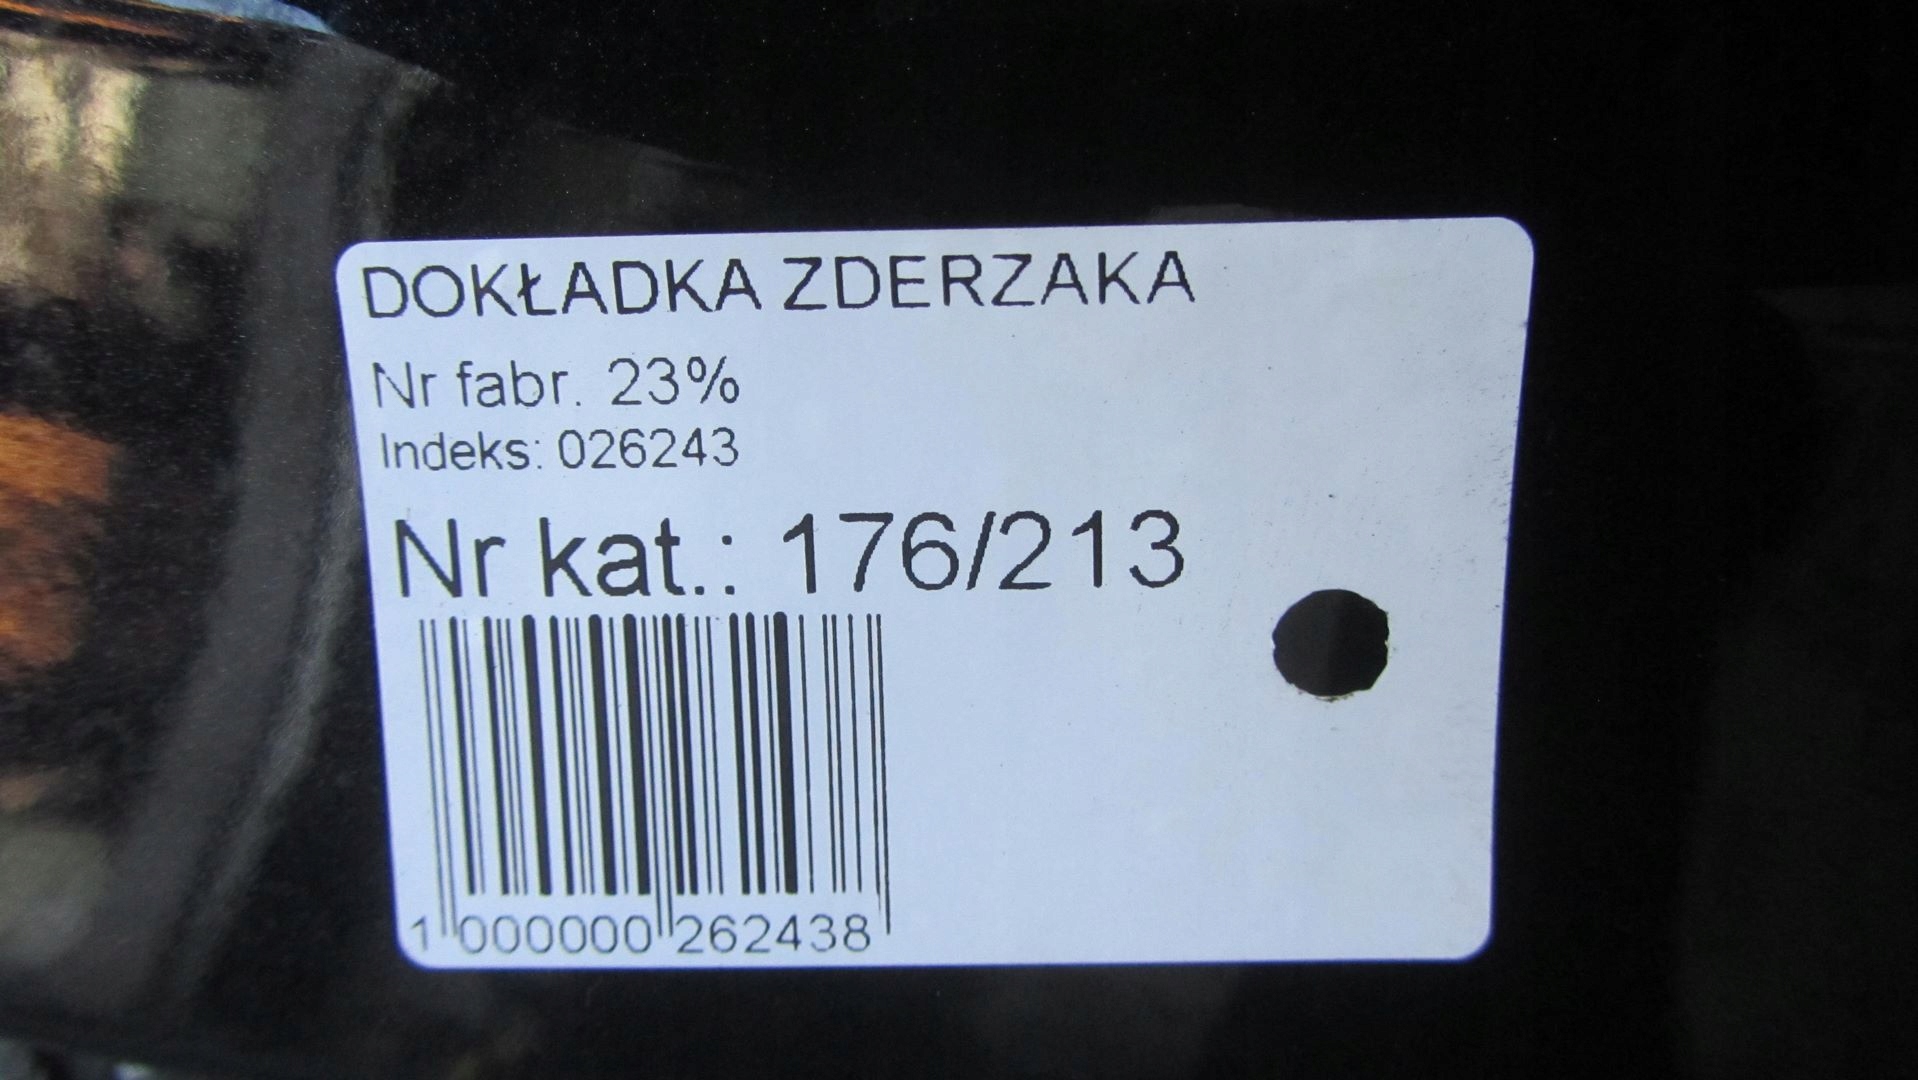 DOKŁADKA ZDERZAKA
Nr fabr. 23%
Indeks: 026243
Nr kat.: 176/213
1 000000 262438